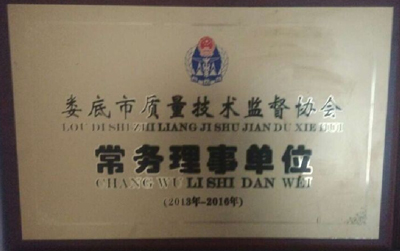 娄底市质量技术监督协会
LOU DI SHI ZHI LIANG JI SHU JIAN DU XIE HUI
常务理事单位
CHANG WU LI SHI DAN WEI
(2013年-2016年)